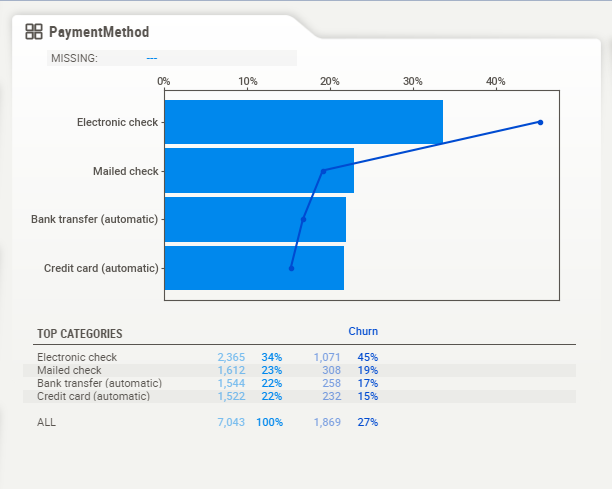 PaymentMethod
MISSING: ---
0% 10% 20% 30% 40%
Electronic check
Mailed check
Bank transfer (automatic)
Credit card (automatic)
TOP CATEGORIES Churn
Electronic check 2,365 34% 1,071 45%
Mailed check 1,612 23% 308 19%
Bank transfer (automatic) 1,544 22% 258 17%
Credit card (automatic) 1,522 22% 232 15%
ALL 7,043 100% 1,869 27%